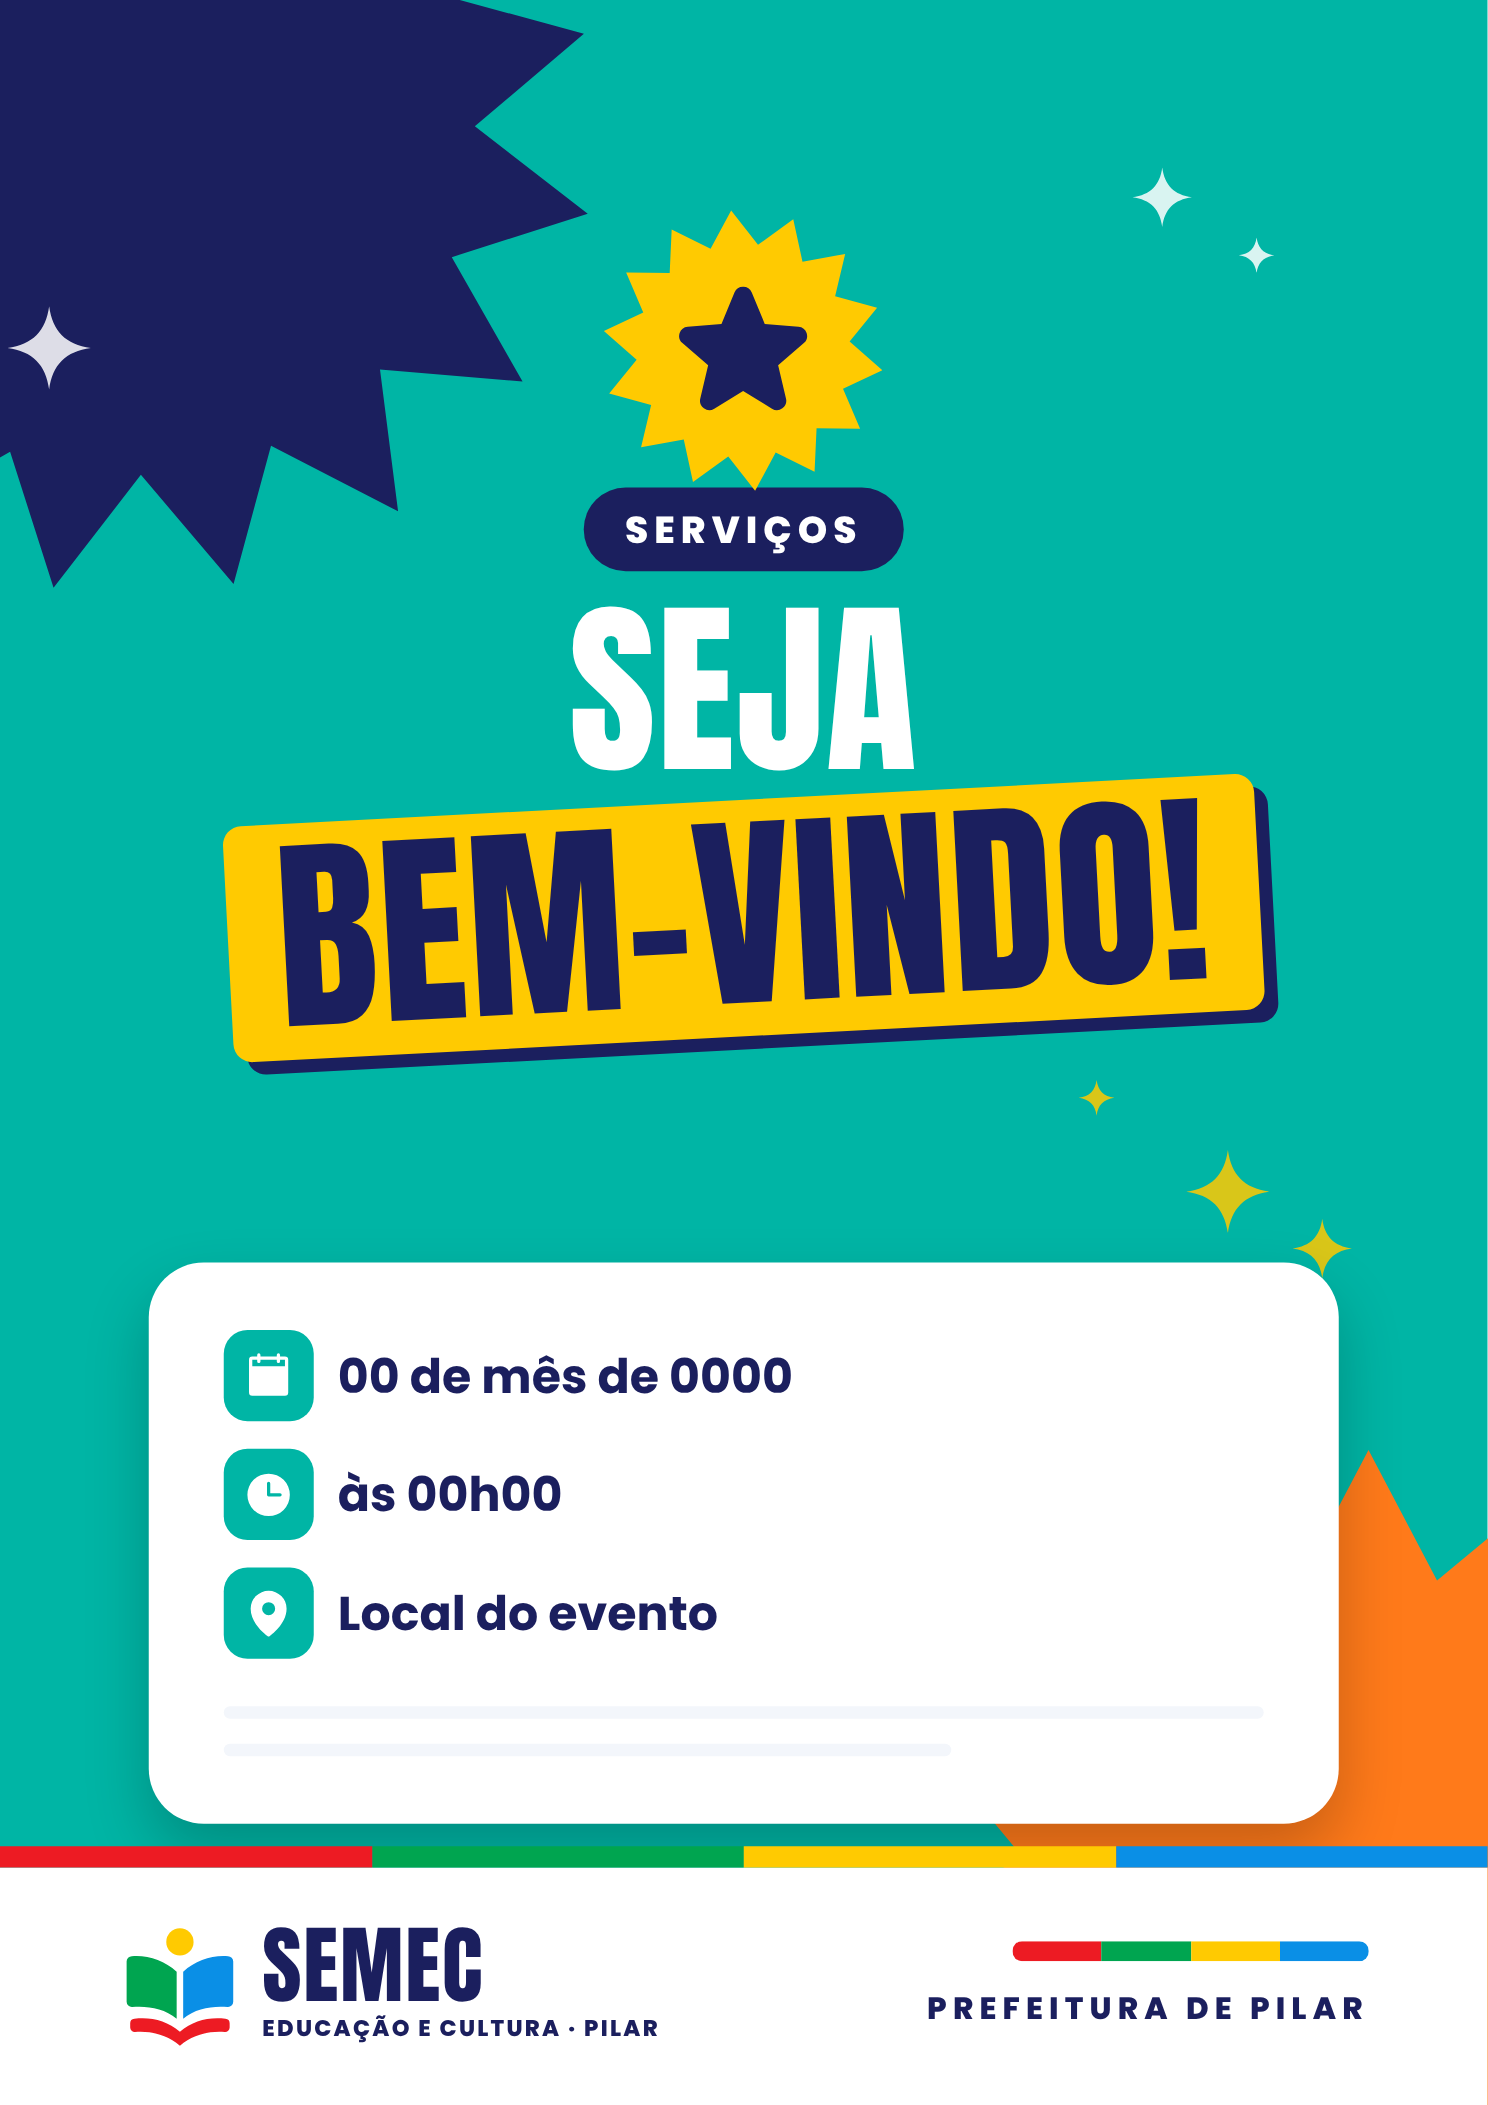 SERVIÇOS
SEJA
BEM-VINDO!
00 de mês de 0000
às 00h00
Local do evento
SEMEC
EDUCAÇÃO E CULTURA · PILAR
PREFEITURA DE PILAR